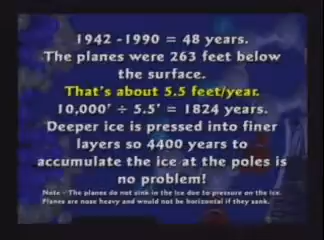 1942 -1990 = 48 years.
The planes were 263 feet below
the surface.
That's about 5.5 feet/year.
10,000' ÷ 5.5' = 1824 years.
Deeper ice is pressed into finer
layers so 4400 years to
accumulate the ice at the poles is
no problem!
Note - The planes do not sink in the ice due to pressure on the ice.
Planes are nose heavy and would not be horizontal if they sank.